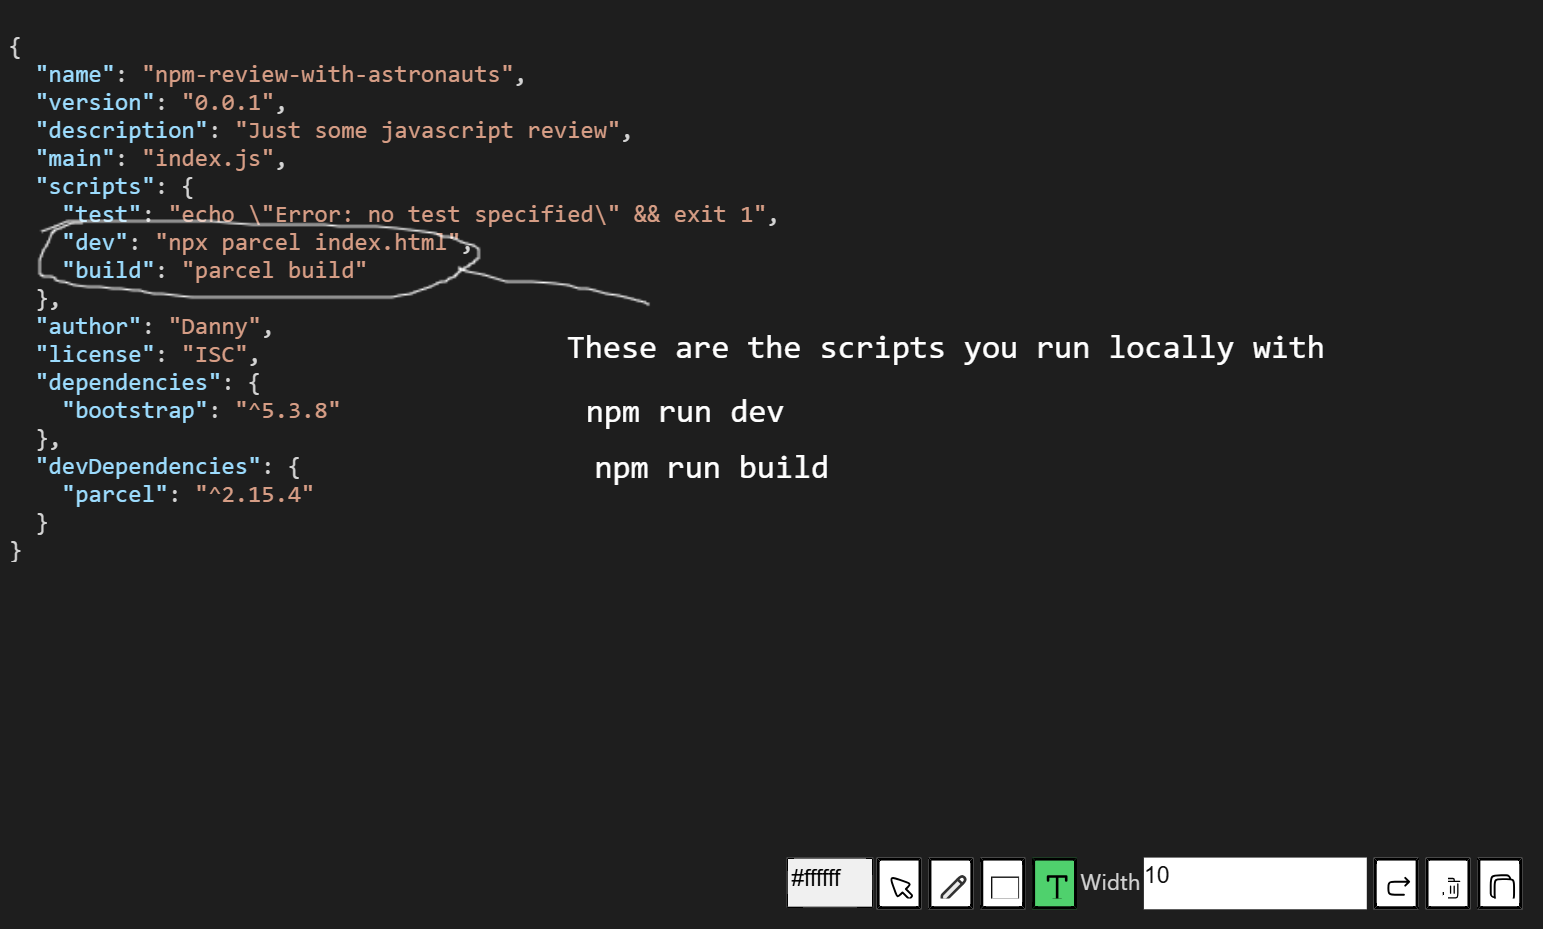 {
  "name": "npm-review-with-astronauts",
  "version": "0.0.1",
  "description": "Just some javascript review",
  "main": "index.js",
  "scripts": {
    "test": "echo \"Error: no test specified\" && exit 1",
    "dev": "npx parcel index.html",
    "build": "parcel build"
  },
  "author": "Danny",
  "license": "ISC",
  "dependencies": {
    "bootstrap": "^5.3.8"
  },
  "devDependencies": {
    "parcel": "^2.15.4"
  }
}
These are the scripts you run locally with
npm run dev
npm run build
#ffffff T Width 10